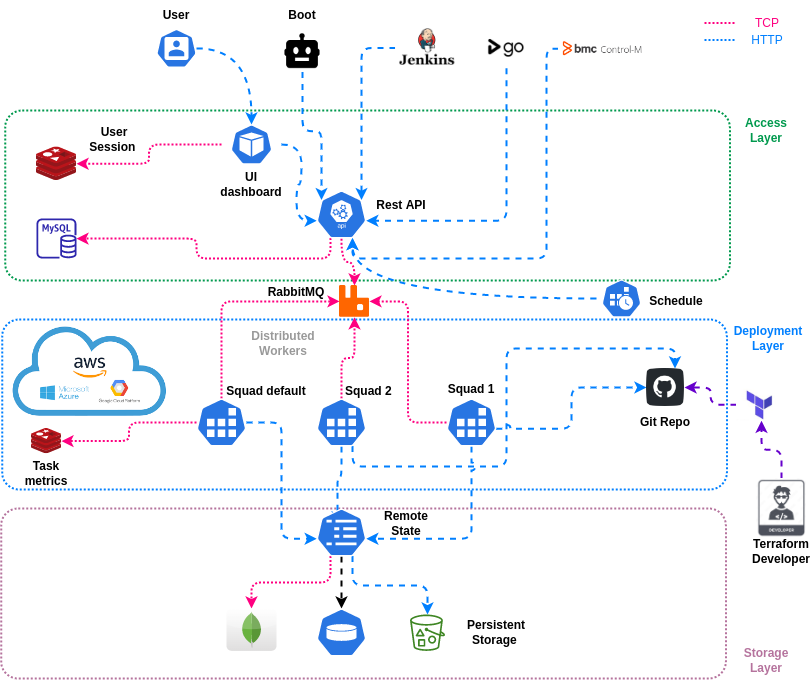 User
Boot
TCP
HTTP
Jenkins
go
bmc Control-M
User
Session
Access
Layer
UI
dashboard
MySQL
Rest API
api
RabbitMQ
Schedule
Distributed
Workers
Deployment
Layer
aws
Microsoft
Azure
Google Cloud Platform
Squad default
Squad 2
Squad 1
Git Repo
Task
metrics
DEVELOPER
Terraform
Developer
Remote
State
Persistent
Storage
Storage
Layer